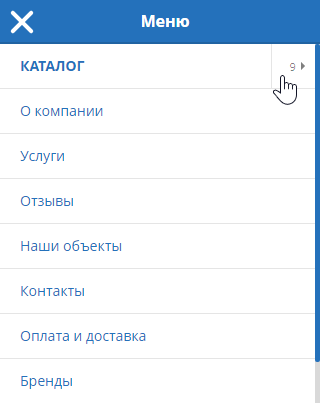 Меню
КАТАЛОГ 9
О компании
Услуги
Отзывы
Наши объекты
Контакты
Оплата и доставка
Бренды